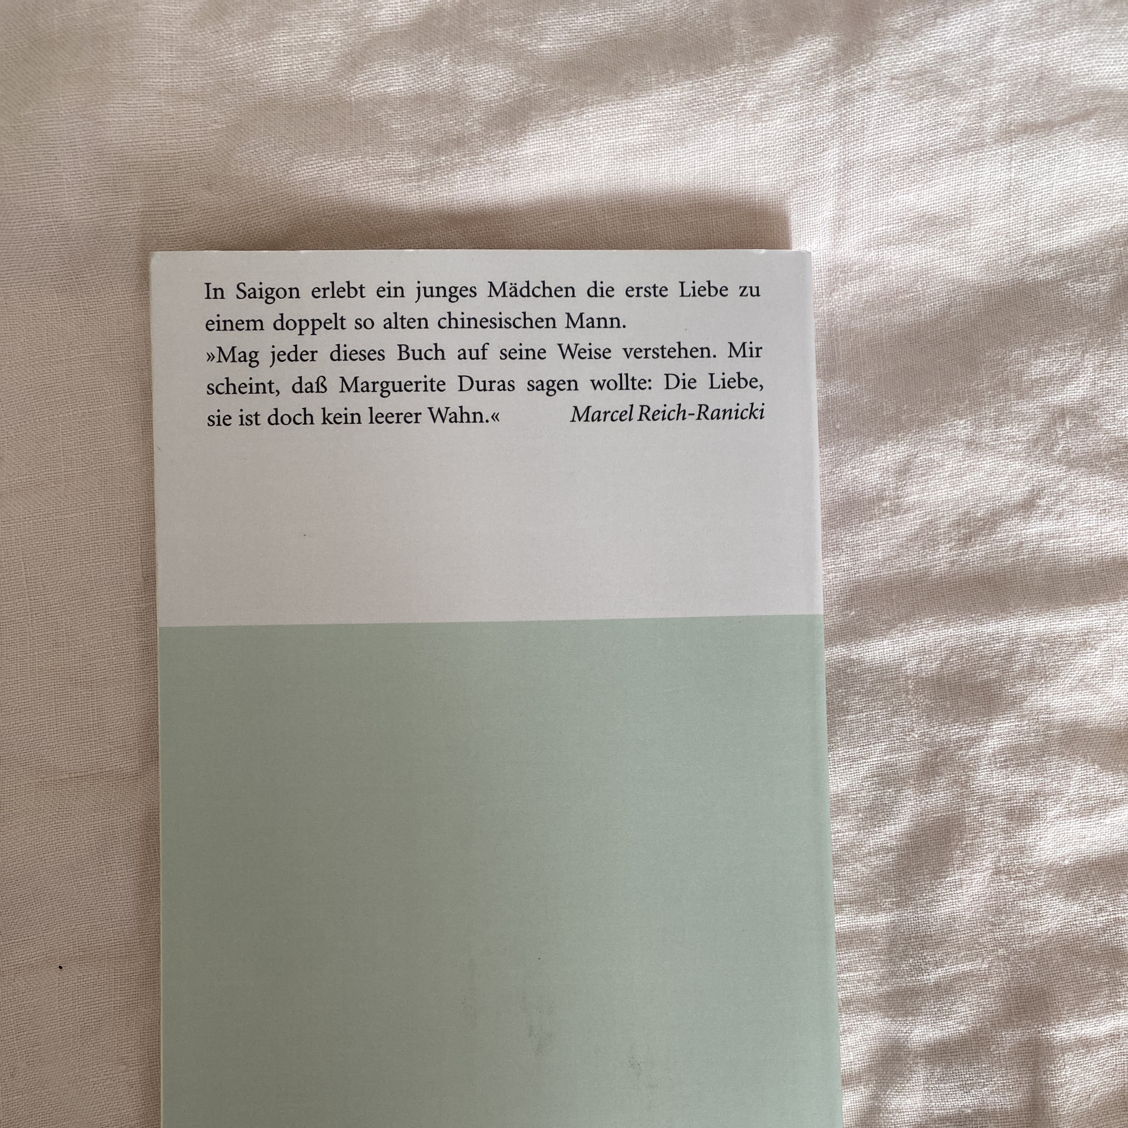 In Saigon erlebt ein junges Mädchen die erste Liebe zu
einem doppelt so alten chinesischen Mann.
»Mag jeder dieses Buch auf seine Weise verstehen. Mir
scheint, daß Marguerite Duras sagen wollte: Die Liebe,
sie ist doch kein leerer Wahn.« Marcel Reich-Ranicki